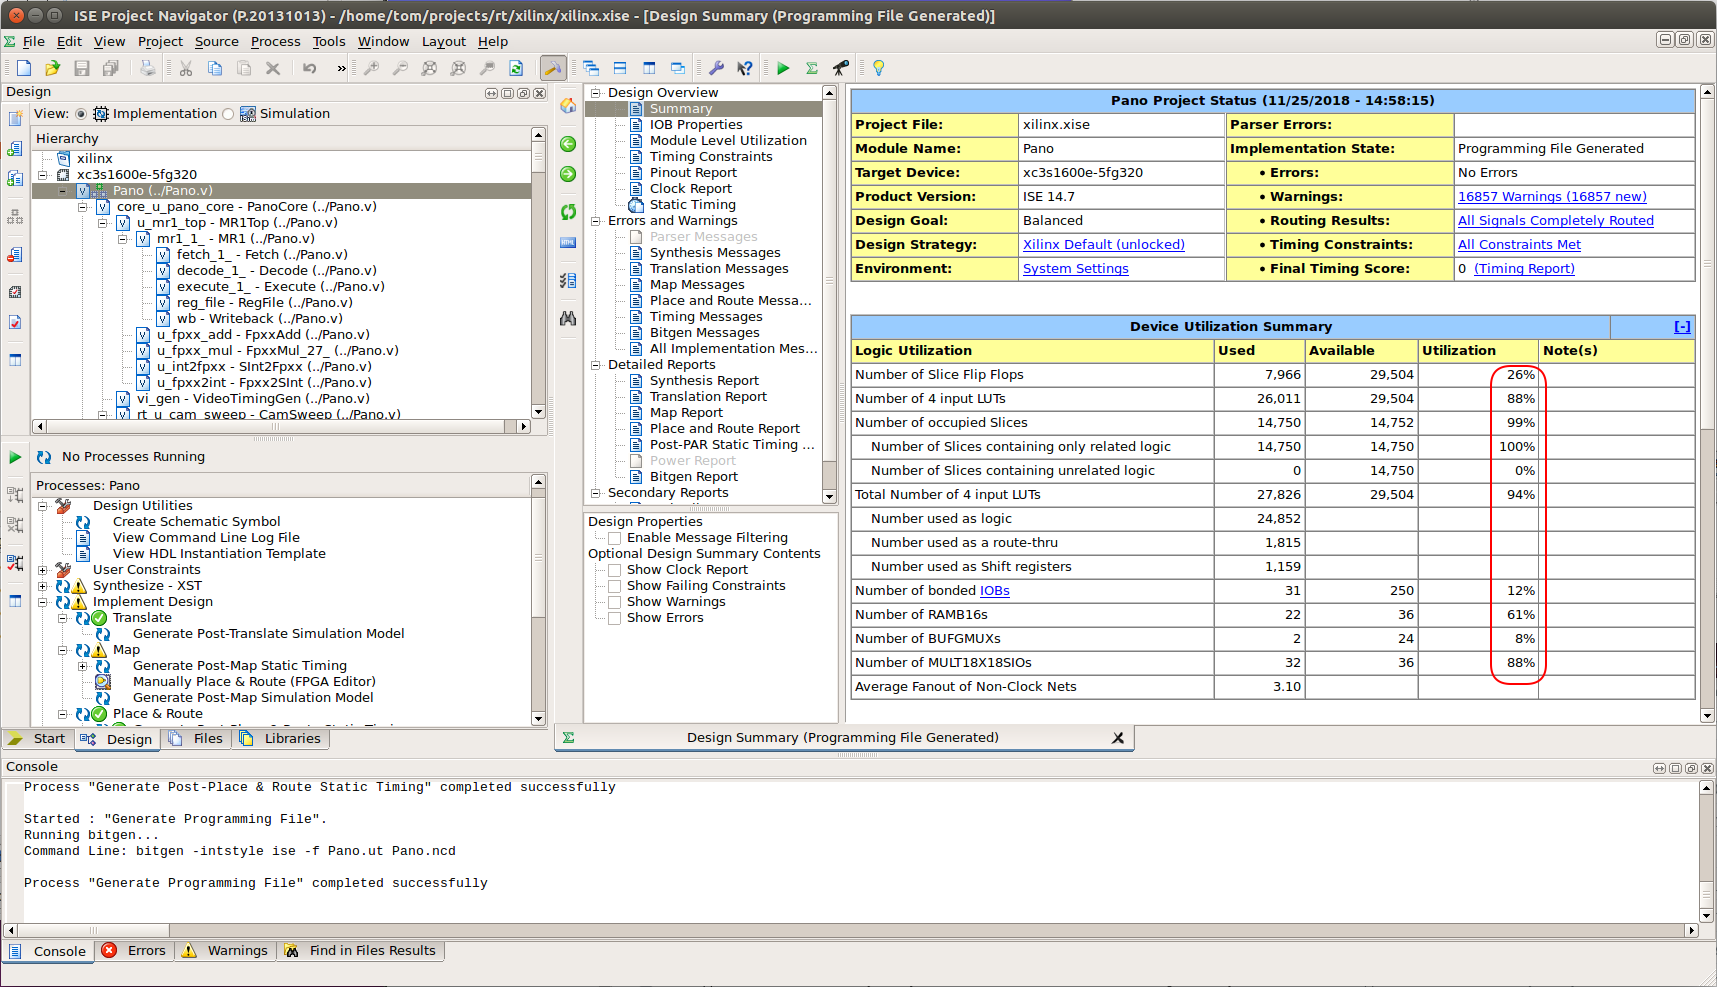 ISE Project Navigator (P.20131013) - /home/tom/projects/rt/xilinx/xilinx.xise - [Design Summary (Programming File Generated)]
File Edit View Project Source Process Tools Window Layout Help
»
Design
View: Implementation Simulation
Hierarchy
xilinx
xc3s1600e-5fg320
Pano (../Pano.v)
core_u_pano_core - PanoCore (../Pano.v)
u_mr1_top - MR1Top (../Pano.v)
mr1_1_ - MR1 (../Pano.v)
fetch_1_ - Fetch (../Pano.v)
decode_1_ - Decode (../Pano.v)
execute_1_ - Execute (../Pano.v)
reg_file - RegFile (../Pano.v)
wb - Writeback (../Pano.v)
u_fpxx_add - FpxxAdd (../Pano.v)
u_fpxx_mul - FpxxMul_27_ (../Pano.v)
u_int2fpxx - SInt2Fpxx (../Pano.v)
u_fpxx2int - Fpxx2SInt (../Pano.v)
vi_gen - VideoTimingGen (../Pano.v)
rt_u_cam_sweep - CamSweep (../Pano.v)
No Processes Running
Processes: Pano
Design Utilities
Create Schematic Symbol
View Command Line Log File
View HDL Instantiation Template
User Constraints
Synthesize - XST
Implement Design
Translate
Generate Post-Translate Simulation Model
Map
Generate Post-Map Static Timing
Manually Place & Route (FPGA Editor)
Generate Post-Map Simulation Model
Place & Route
Start Design Files Libraries
Design Overview
Summary
IOB Properties
Module Level Utilization
Timing Constraints
Pinout Report
Clock Report
Static Timing
Errors and Warnings
Parser Messages
Synthesis Messages
Translation Messages
Map Messages
Place and Route Messa...
Timing Messages
Bitgen Messages
All Implementation Mes...
Detailed Reports
Synthesis Report
Translation Report
Map Report
Place and Route Report
Post-PAR Static Timing ...
Power Report
Bitgen Report
Secondary Reports
Design Properties
Enable Message Filtering
Optional Design Summary Contents
Show Clock Report
Show Failing Constraints
Show Warnings
Show Errors
Pano Project Status (11/25/2018 - 14:58:15)
Project File: xilinx.xise Parser Errors:
Module Name: Pano Implementation State: Programming File Generated
Target Device: xc3s1600e-5fg320 • Errors: No Errors
Product Version: ISE 14.7 • Warnings: 16857 Warnings (16857 new)
Design Goal: Balanced • Routing Results: All Signals Completely Routed
Design Strategy: Xilinx Default (unlocked) • Timing Constraints: All Constraints Met
Environment: System Settings • Final Timing Score: 0 (Timing Report)
Device Utilization Summary [-]
Logic Utilization Used Available Utilization Note(s)
Number of Slice Flip Flops 7,966 29,504 26%
Number of 4 input LUTs 26,011 29,504 88%
Number of occupied Slices 14,750 14,752 99%
Number of Slices containing only related logic 14,750 14,750 100%
Number of Slices containing unrelated logic 0 14,750 0%
Total Number of 4 input LUTs 27,826 29,504 94%
Number used as logic 24,852
Number used as a route-thru 1,815
Number used as Shift registers 1,159
Number of bonded IOBs 31 250 12%
Number of RAMB16s 22 36 61%
Number of BUFGMUXs 2 24 8%
Number of MULT18X18SIOs 32 36 88%
Average Fanout of Non-Clock Nets 3.10
Design Summary (Programming File Generated)
Console
Process "Generate Post-Place & Route Static Timing" completed successfully
Started : "Generate Programming File".
Running bitgen...
Command Line: bitgen -intstyle ise -f Pano.ut Pano.ncd
Process "Generate Programming File" completed successfully
Console Errors Warnings Find in Files Results